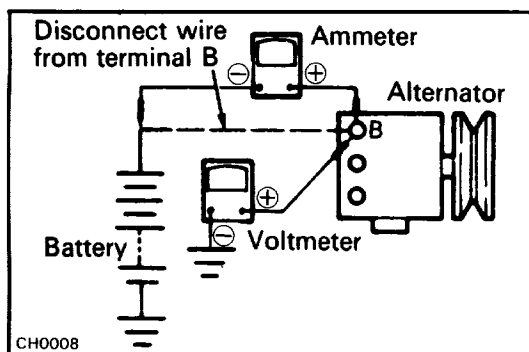 Disconnect wire
from terminal B
Ammeter
⊖ ⊕
Alternator
B
⊕
Battery
⊖
Voltmeter
CH0008